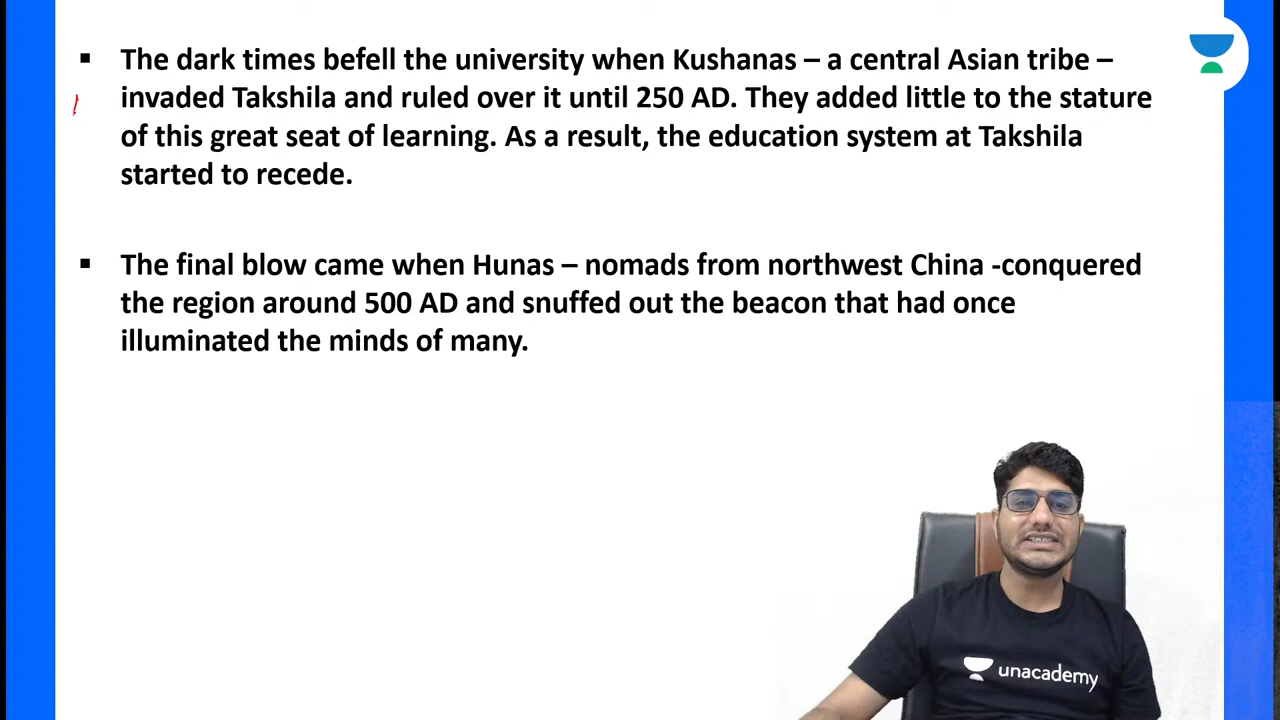 The dark times befell the university when Kushanas – a central Asian tribe –
invaded Takshila and ruled over it until 250 AD. They added little to the stature
of this great seat of learning. As a result, the education system at Takshila
started to recede.
The final blow came when Hunas – nomads from northwest China -conquered
the region around 500 AD and snuffed out the beacon that had once
illuminated the minds of many.
unacademy